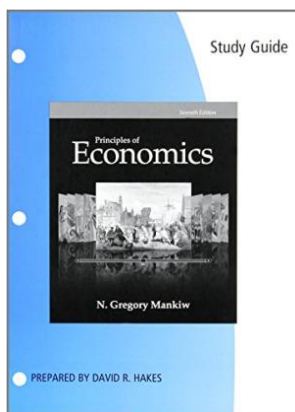 Study Guide
Seventh Edition
Principles of
Economics
N. Gregory Mankiw
PREPARED BY DAVID R. HAKES